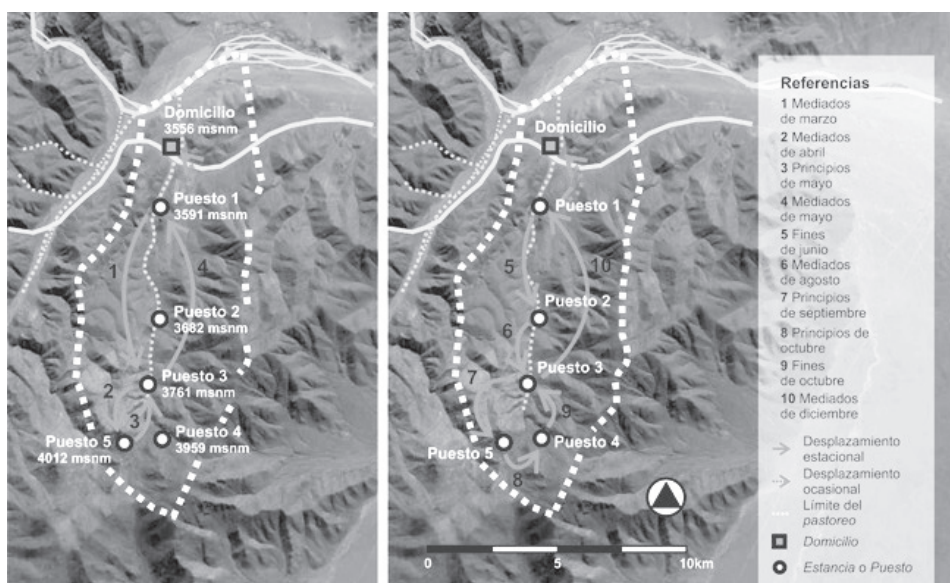 Domicilio
3556 msnm
Puesto 1
3591 msnm
1
4
Puesto 2
3682 msnm
Puesto 3
3761 msnm
2
3
Puesto 5
4012 msnm
Puesto 4
3959 msnm
Domicilio
Puesto 1
5
10
Puesto 2
6
Puesto 3
7
9
Puesto 4
Puesto 5
8
0
5
10km
Referencias
1 Mediados
de marzo
2 Mediados
de abril
3 Principios
de mayo
4 Mediados
de mayo
5 Fines
de junio
6 Mediados
de agosto
7 Principios
de septiembre
8 Principios de
octubre
9 Fines
de octubre
10 Mediados
de diciembre
Desplazamiento
estacional
Desplazamiento
ocasional
Límite del
pastoreo
Domicilio
Estancia o Puesto